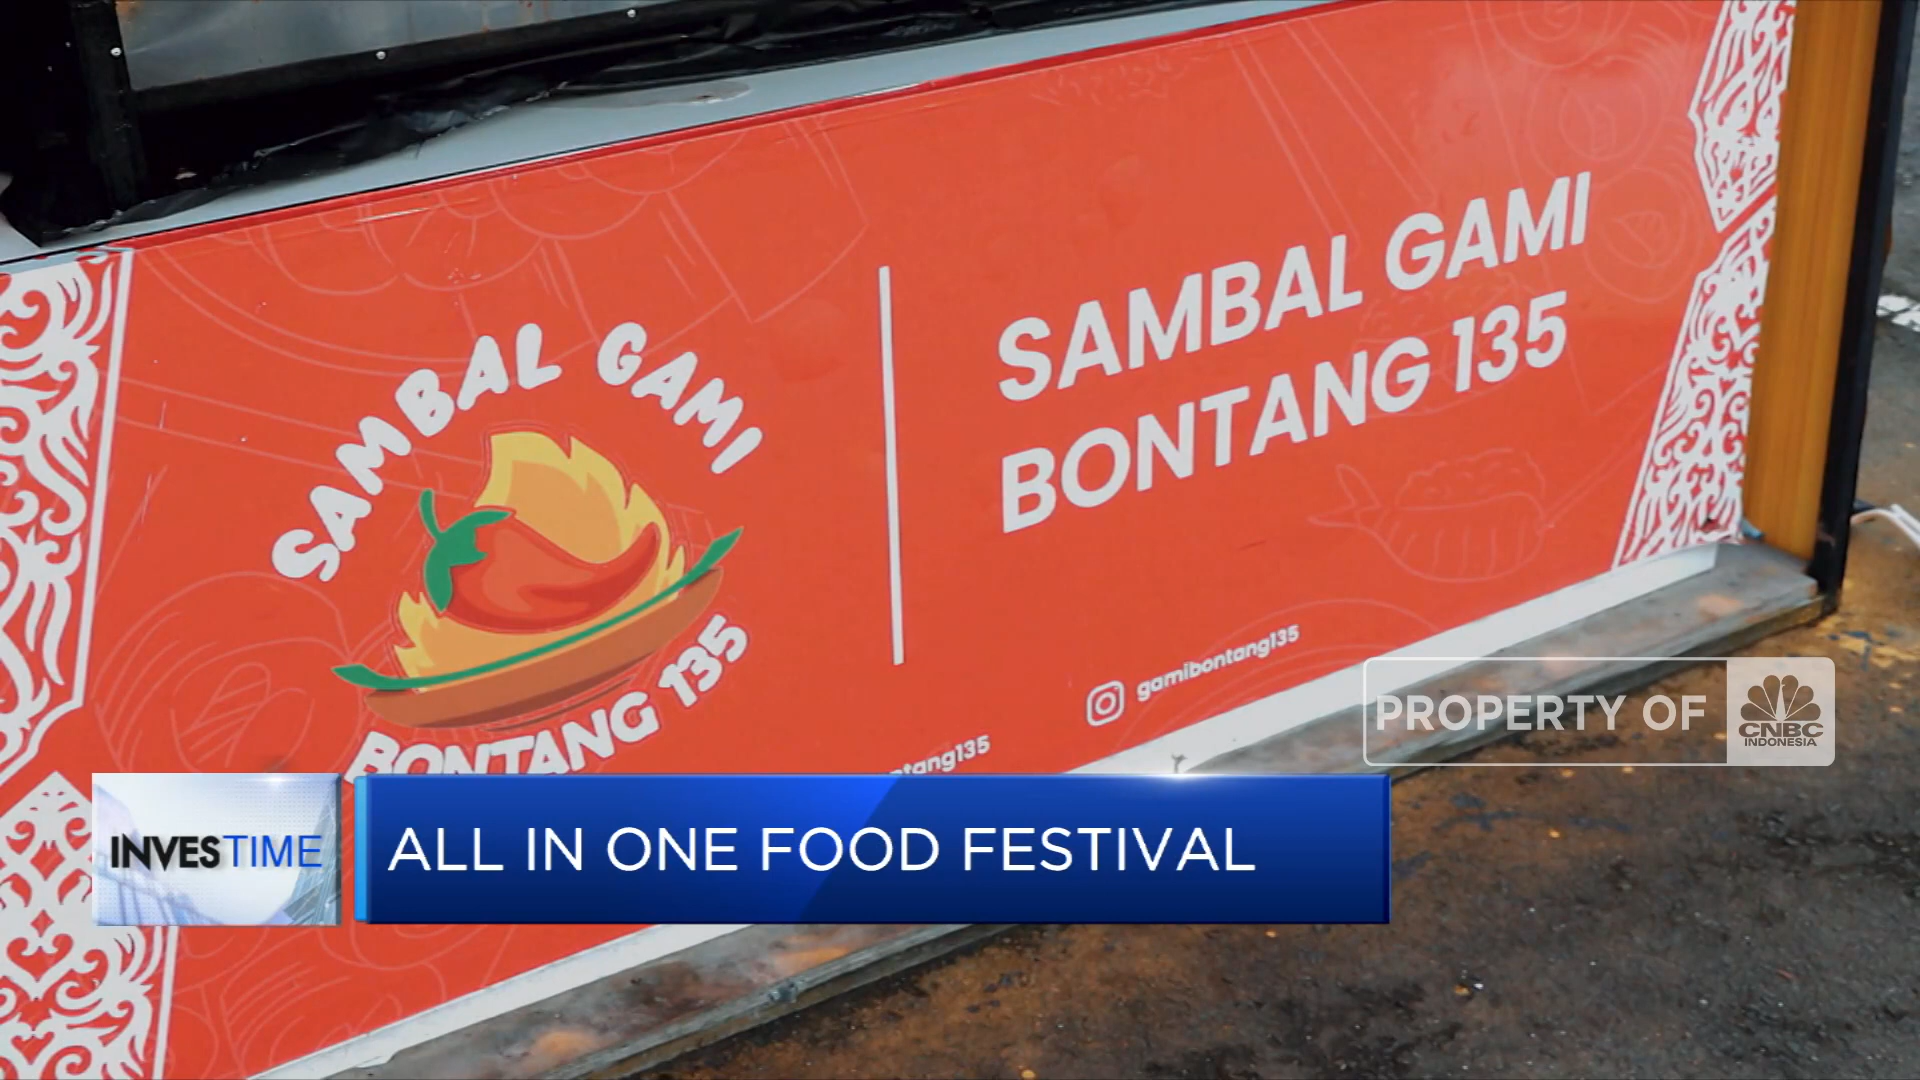 SAMBAL GAMI
BONTANG 135
SAMBAL GAMI
BONTANG 135
gamibontang135
tang135
PROPERTY OF
CNBC
INDONESIA
INVESTIME
ALL IN ONE FOOD FESTIVAL